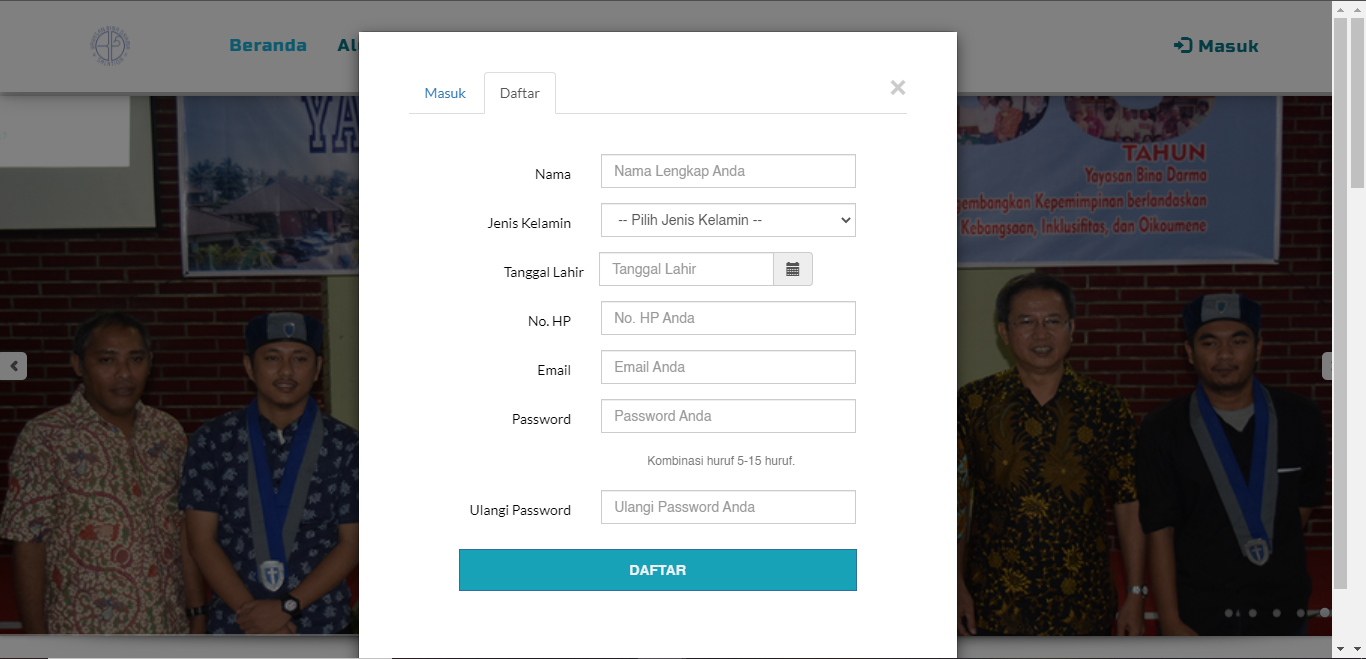 Beranda
Masuk
Masuk
Daftar
×
Nama
Nama Lengkap Anda
Jenis Kelamin
-- Pilih Jenis Kelamin --
Tanggal Lahir
Tanggal Lahir
No. HP
No. HP Anda
Email
Email Anda
Password
Password Anda
Kombinasi huruf 5-15 huruf.
Ulangi Password
Ulangi Password Anda
DAFTAR
YA
TAHUN
Yayasan Bina Darma
gembangkan Kepemimpinan berlandaskan
Kebangsaan, Inklusifitas, dan Oikoumene